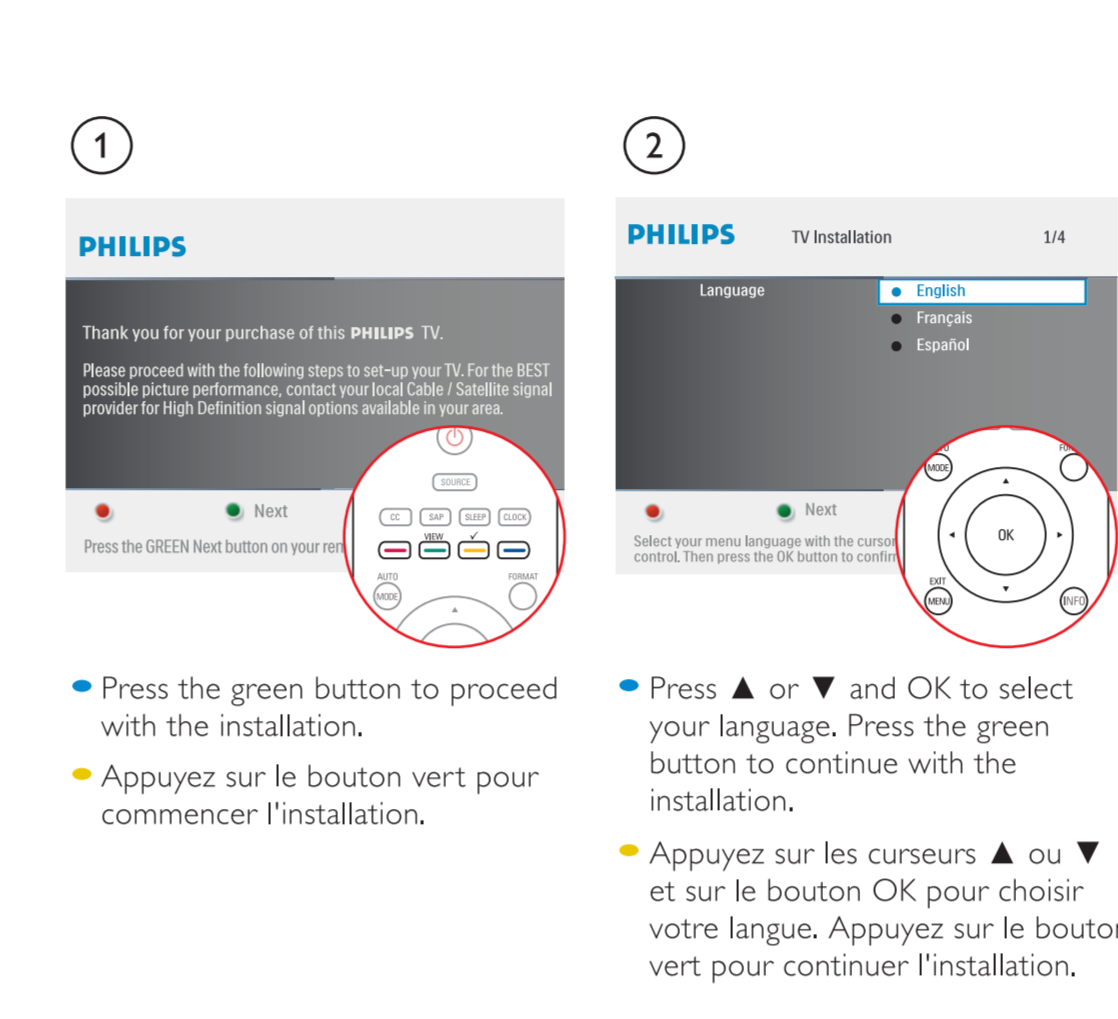 1
PHILIPS
Thank you for your purchase of this PHILIPS TV.
Please proceed with the following steps to set-up your TV. For the BEST
possible picture performance, contact your local Cable / Satellite signal
provider for High Definition signal options available in your area.
Next
Press the GREEN Next button on your
SOURCE
CC SAP SLEEP CLOCK
VIEW ✓
AUTO FORMAT
MODE
● Press the green button to proceed
with the installation.
● Appuyez sur le bouton vert pour
commencer l'installation.
2
PHILIPS TV Installation 1/4
Language ● English
● Français
● Español
Next
Select your menu language with the
control. Then press the OK button to
MODE
▲
◄ OK ►
▼
EXIT
MENU INFO
● Press ▲ or ▼ and OK to select
your language. Press the green
button to continue with the
installation.
● Appuyez sur les curseurs ▲ ou ▼
et sur le bouton OK pour choisir
votre langue. Appuyez sur le bouton
vert pour continuer l'installation.